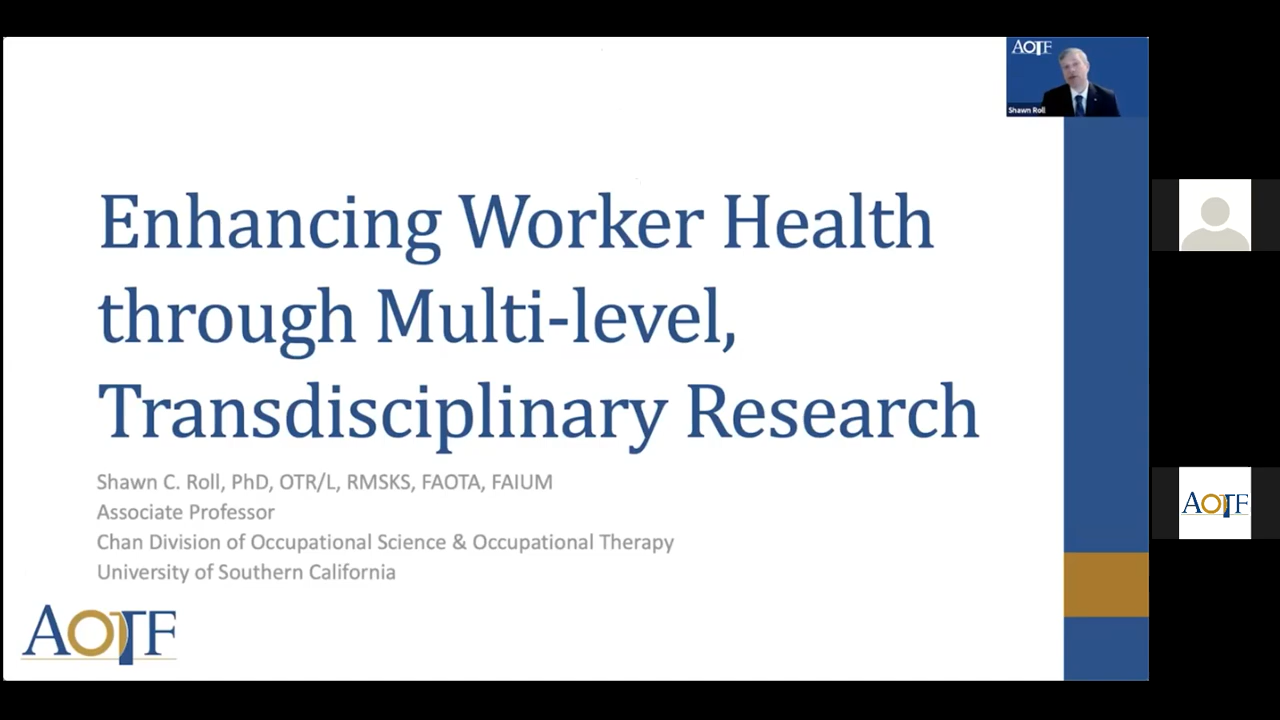 AOTF
Shawn Roll
Enhancing Worker Health
through Multi-level,
Transdisciplinary Research
Shawn C. Roll, PhD, OTR/L, RMSKS, FAOTA, FAIUM
Associate Professor
Chan Division of Occupational Science & Occupational Therapy
University of Southern California
AOTF
AOTF